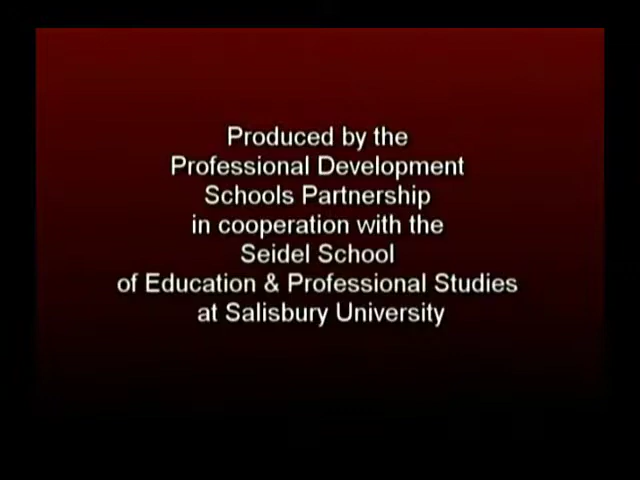 Produced by the
Professional Development
Schools Partnership
in cooperation with the
Seidel School
of Education & Professional Studies
at Salisbury University